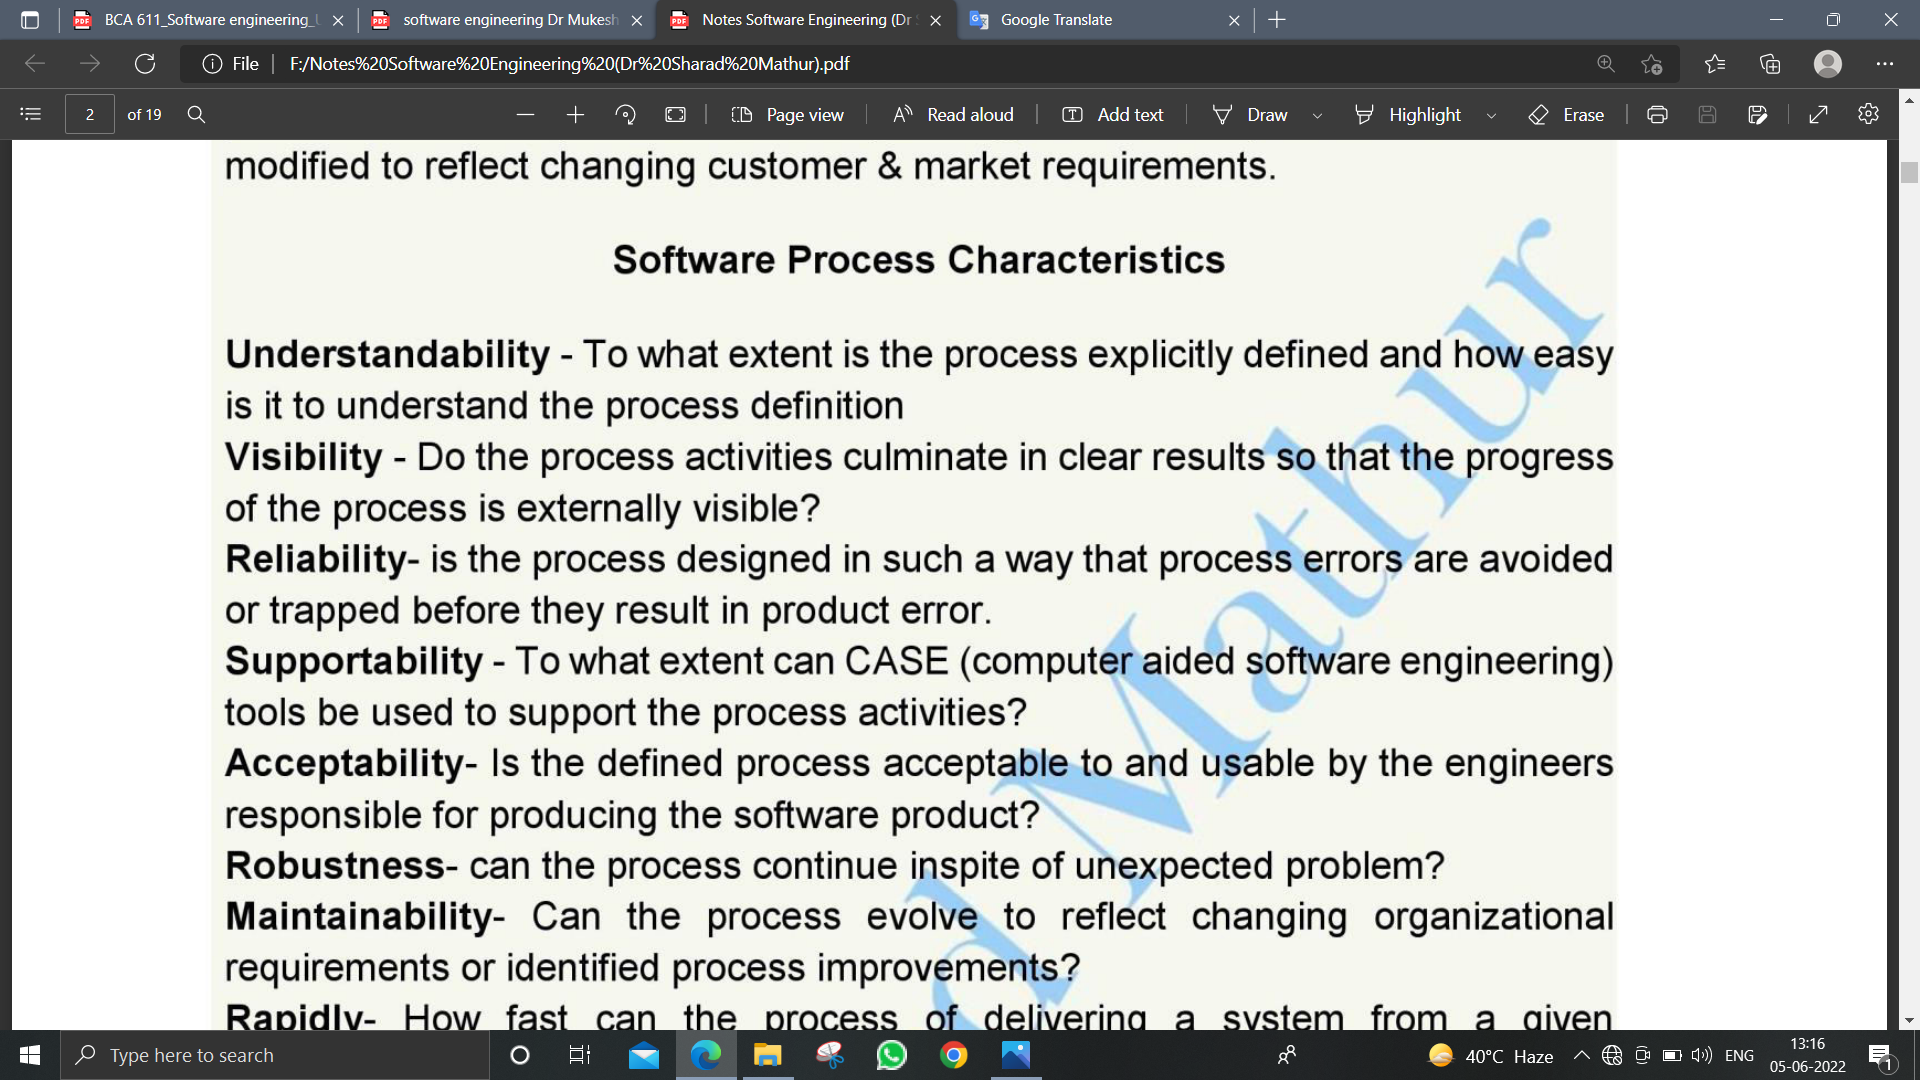 BCA 611_Software engineering_
software engineering Dr Mukesh
Notes Software Engineering (Dr
Google Translate
File
F:/Notes%20Software%20Engineering%20(Dr%20Sharad%20Mathur).pdf
2 of 19
Page view
Read aloud
Add text
Draw
Highlight
Erase
modified to reflect changing customer & market requirements.
Software Process Characteristics
Understandability - To what extent is the process explicitly defined and how easy
is it to understand the process definition
Visibility - Do the process activities culminate in clear results so that the progress
of the process is externally visible?
Reliability- is the process designed in such a way that process errors are avoided
or trapped before they result in product error.
Supportability - To what extent can CASE (computer aided software engineering)
tools be used to support the process activities?
Acceptability- Is the defined process acceptable to and usable by the engineers
responsible for producing the software product?
Robustness- can the process continue inspite of unexpected problem?
Maintainability- Can the process evolve to reflect changing organizational
requirements or identified process improvements?
Rapidly- How fast can the process of delivering a system from a given
d Mathur
Type here to search
40°C Haze
ENG
13:16
05-06-2022
1